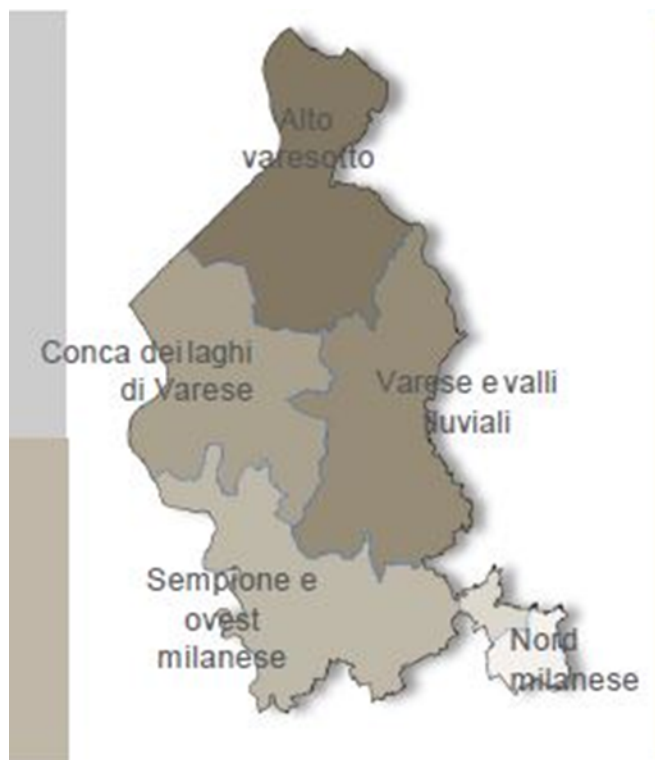 Alto
varesotto
Conca dei laghi
di Varese
Varese e valli
fluviali
Sempione e
ovest
milanese
Nord
milanese